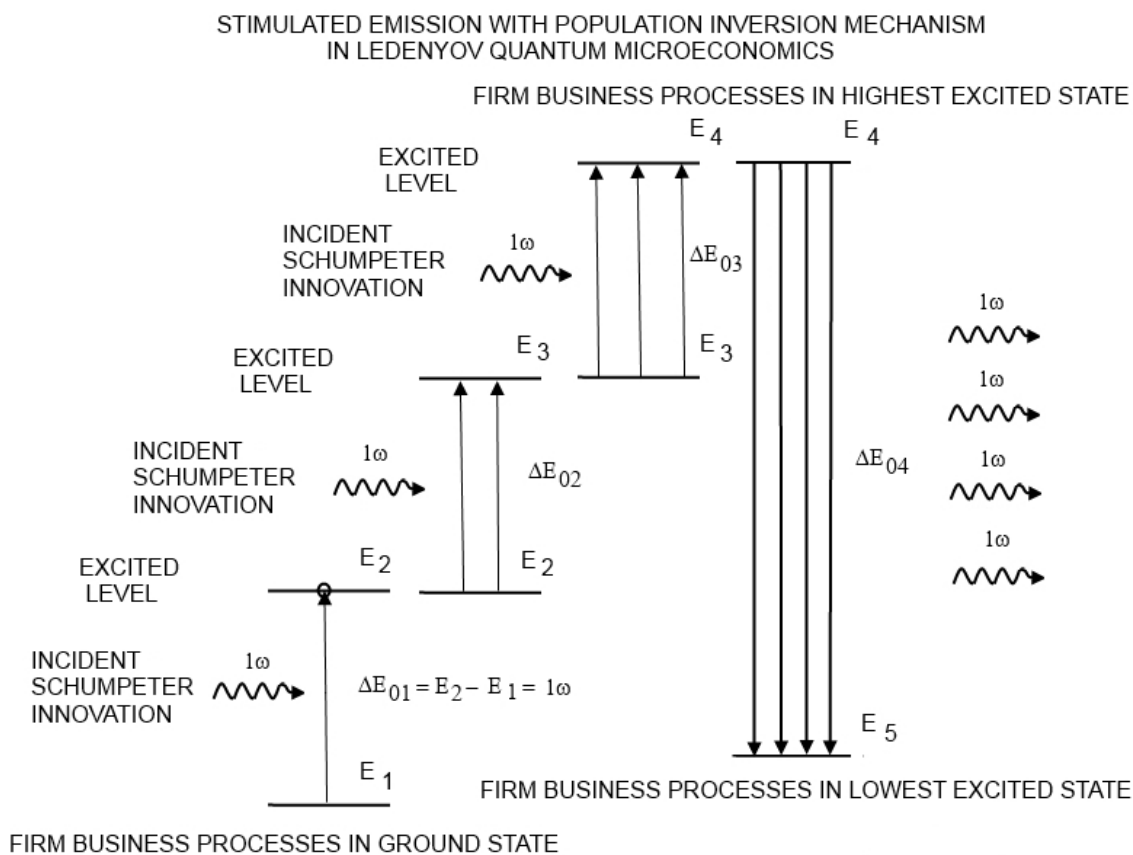 STIMULATED EMISSION WITH POPULATION INVERSION MECHANISM
IN LEDENYOV QUANTUM MICROECONOMICS
FIRM BUSINESS PROCESSES IN HIGHEST EXCITED STATE
E 4
E 4
EXCITED
LEVEL
INCIDENT
SCHUMPETER
INNOVATION
1ω
ΔE03
1ω
E 3
E 3
EXCITED
LEVEL
1ω
INCIDENT
SCHUMPETER
INNOVATION
1ω
ΔE02
ΔE04
1ω
E 2
E 2
1ω
EXCITED
LEVEL
INCIDENT
SCHUMPETER
INNOVATION
1ω
ΔE01 = E2 − E1 = 1ω
E 5
E 1
FIRM BUSINESS PROCESSES IN LOWEST EXCITED STATE
FIRM BUSINESS PROCESSES IN GROUND STATE